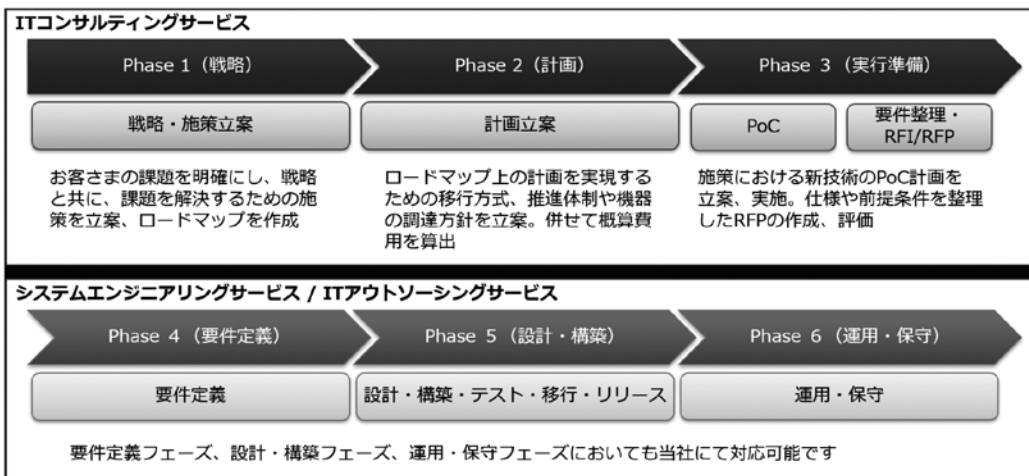 ITコンサルティングサービス
Phase 1（戦略）
Phase 2（計画）
Phase 3（実行準備）
戦略・施策立案
計画立案
PoC
要件整理・
RFI/RFP
お客さまの課題を明確にし、戦略
と共に、課題を解決するための施
策を立案、ロードマップを作成
ロードマップ上の計画を実現する
ための移行方式、推進体制や機器
の調達方針を立案。併せて概算費
用を算出
施策における新技術のPoC計画を
立案、実施。仕様や前提条件を整理
したRFPの作成、評価
システムエンジニアリングサービス / ITアウトソーシングサービス
Phase 4（要件定義）
Phase 5（設計・構築）
Phase 6（運用・保守）
要件定義
設計・構築・テスト・移行・リリース
運用・保守
要件定義フェーズ、設計・構築フェーズ、運用・保守フェーズにおいても当社にて対応可能です